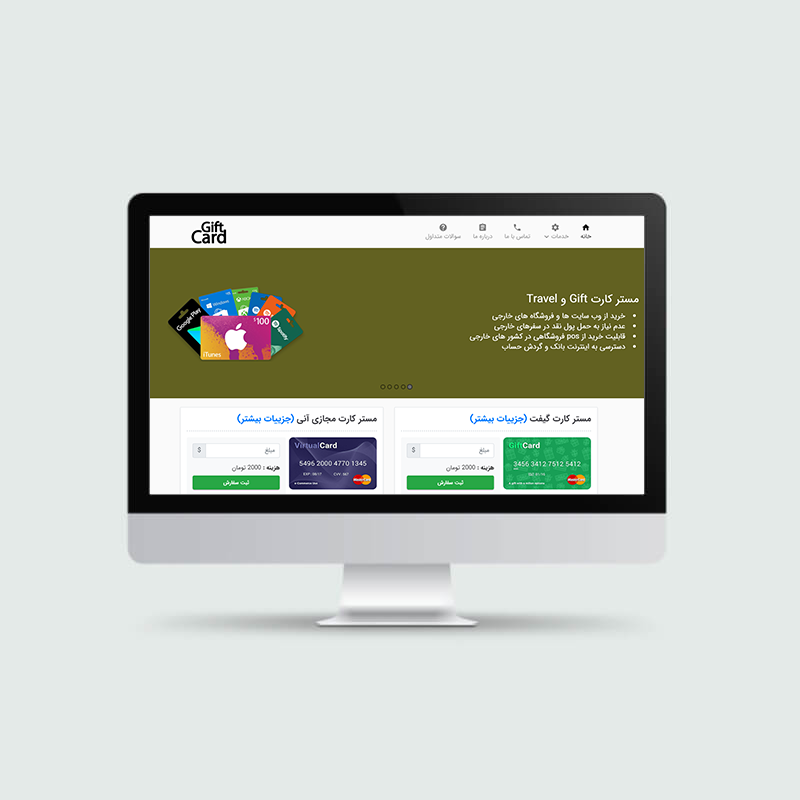 Gift
Card
خانه
خدمات
تماس با ما
درباره ما
سوالات متداول
مستر کارت Gift و Travel
خرید از وب سایت ها و فروشگاه های خارجی
عدم نیاز به حمل پول نقد در سفرهای خارجی
قابلیت خرید از pos فروشگاهی در کشور های خارجی
دسترسی به اینترنت بانک و گردش حساب
Google Play
Windows
$100
iTunes
Spotify
مستر کارت گیفت (جزییات بیشتر)
GiftCard
3456 3412 7512 5412
مبلغ
$
هزینه : 2000 تومان
ثبت سفارش
مستر کارت مجازی آنی (جزییات بیشتر)
VirtualCard
5496 2000 4770 1345
مبلغ
$
هزینه : 2000 تومان
ثبت سفارش